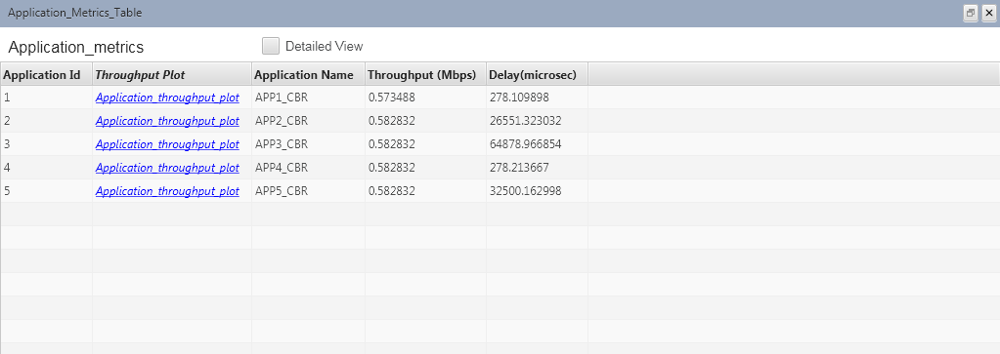 Application_Metrics_Table
Application_metrics Detailed View
Application Id Throughput Plot Application Name Throughput (Mbps) Delay(microsec)
1 Application_throughput_plot APP1_CBR 0.573488 278.109898
2 Application_throughput_plot APP2_CBR 0.582832 26551.323032
3 Application_throughput_plot APP3_CBR 0.582832 64878.966854
4 Application_throughput_plot APP4_CBR 0.582832 278.213667
5 Application_throughput_plot APP5_CBR 0.582832 32500.162998